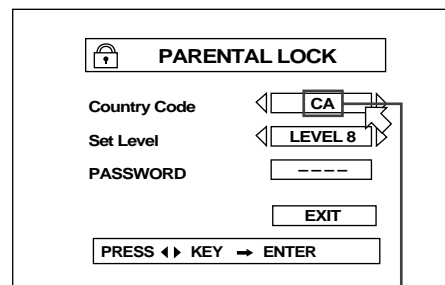 PARENTAL LOCK
Country Code CA
Set Level LEVEL 8
PASSWORD ––––
EXIT
PRESS ◀ ▶ KEY → ENTER